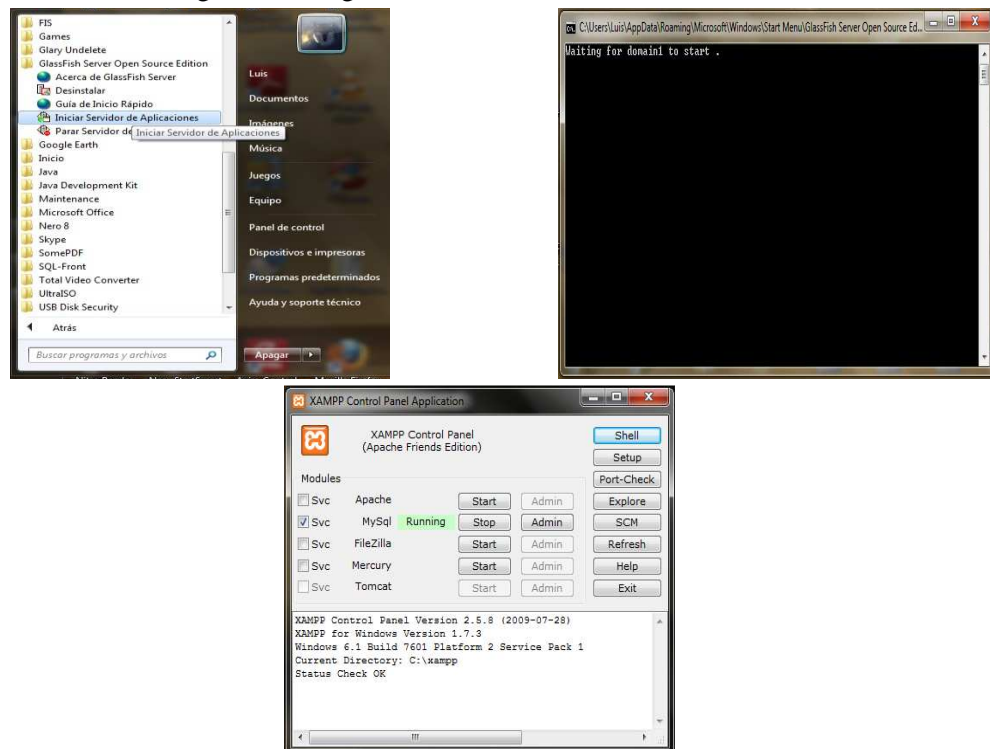 FIS
Games
Glary Undelete
GlassFish Server Open Source Edition
Acerca de GlassFish Server
Desinstalar
Guía de Inicio Rápido
Iniciar Servidor de Aplicaciones
Parar Servidor de
Iniciar Servidor de Aplicaciones
Google Earth
Inicio
Java
Java Development Kit
Maintenance
Microsoft Office
Nero 8
Skype
SomePDF
SQL-Front
Total Video Converter
UltraISO
USB Disk Security
Atrás
Buscar programas y archivos
Luis
Documentos
Imágenes
Música
Juegos
Equipo
Panel de control
Dispositivos e impresoras
Programas predeterminados
Ayuda y soporte técnico
Apagar
C:\Users\Luis\AppData\Roaming\Microsoft\Windows\Start Menu\GlassFish Server Open Source Ed...
Waiting for domain1 to start .
XAMPP Control Panel Application
XAMPP Control Panel
(Apache Friends Edition)
Shell
Setup
Modules
Port-Check
Svc Apache Start Admin Explore
Svc MySql Running Stop Admin SCM
Svc FileZilla Start Admin Refresh
Svc Mercury Start Admin Help
Svc Tomcat Start Admin Exit
XAMPP Control Panel Version 2.5.8 (2009-07-28)
XAMPP for Windows Version 1.7.3
Windows 6.1 Build 7601 Platform 2 Service Pack 1
Current Directory: C:\xampp
Status Check OK